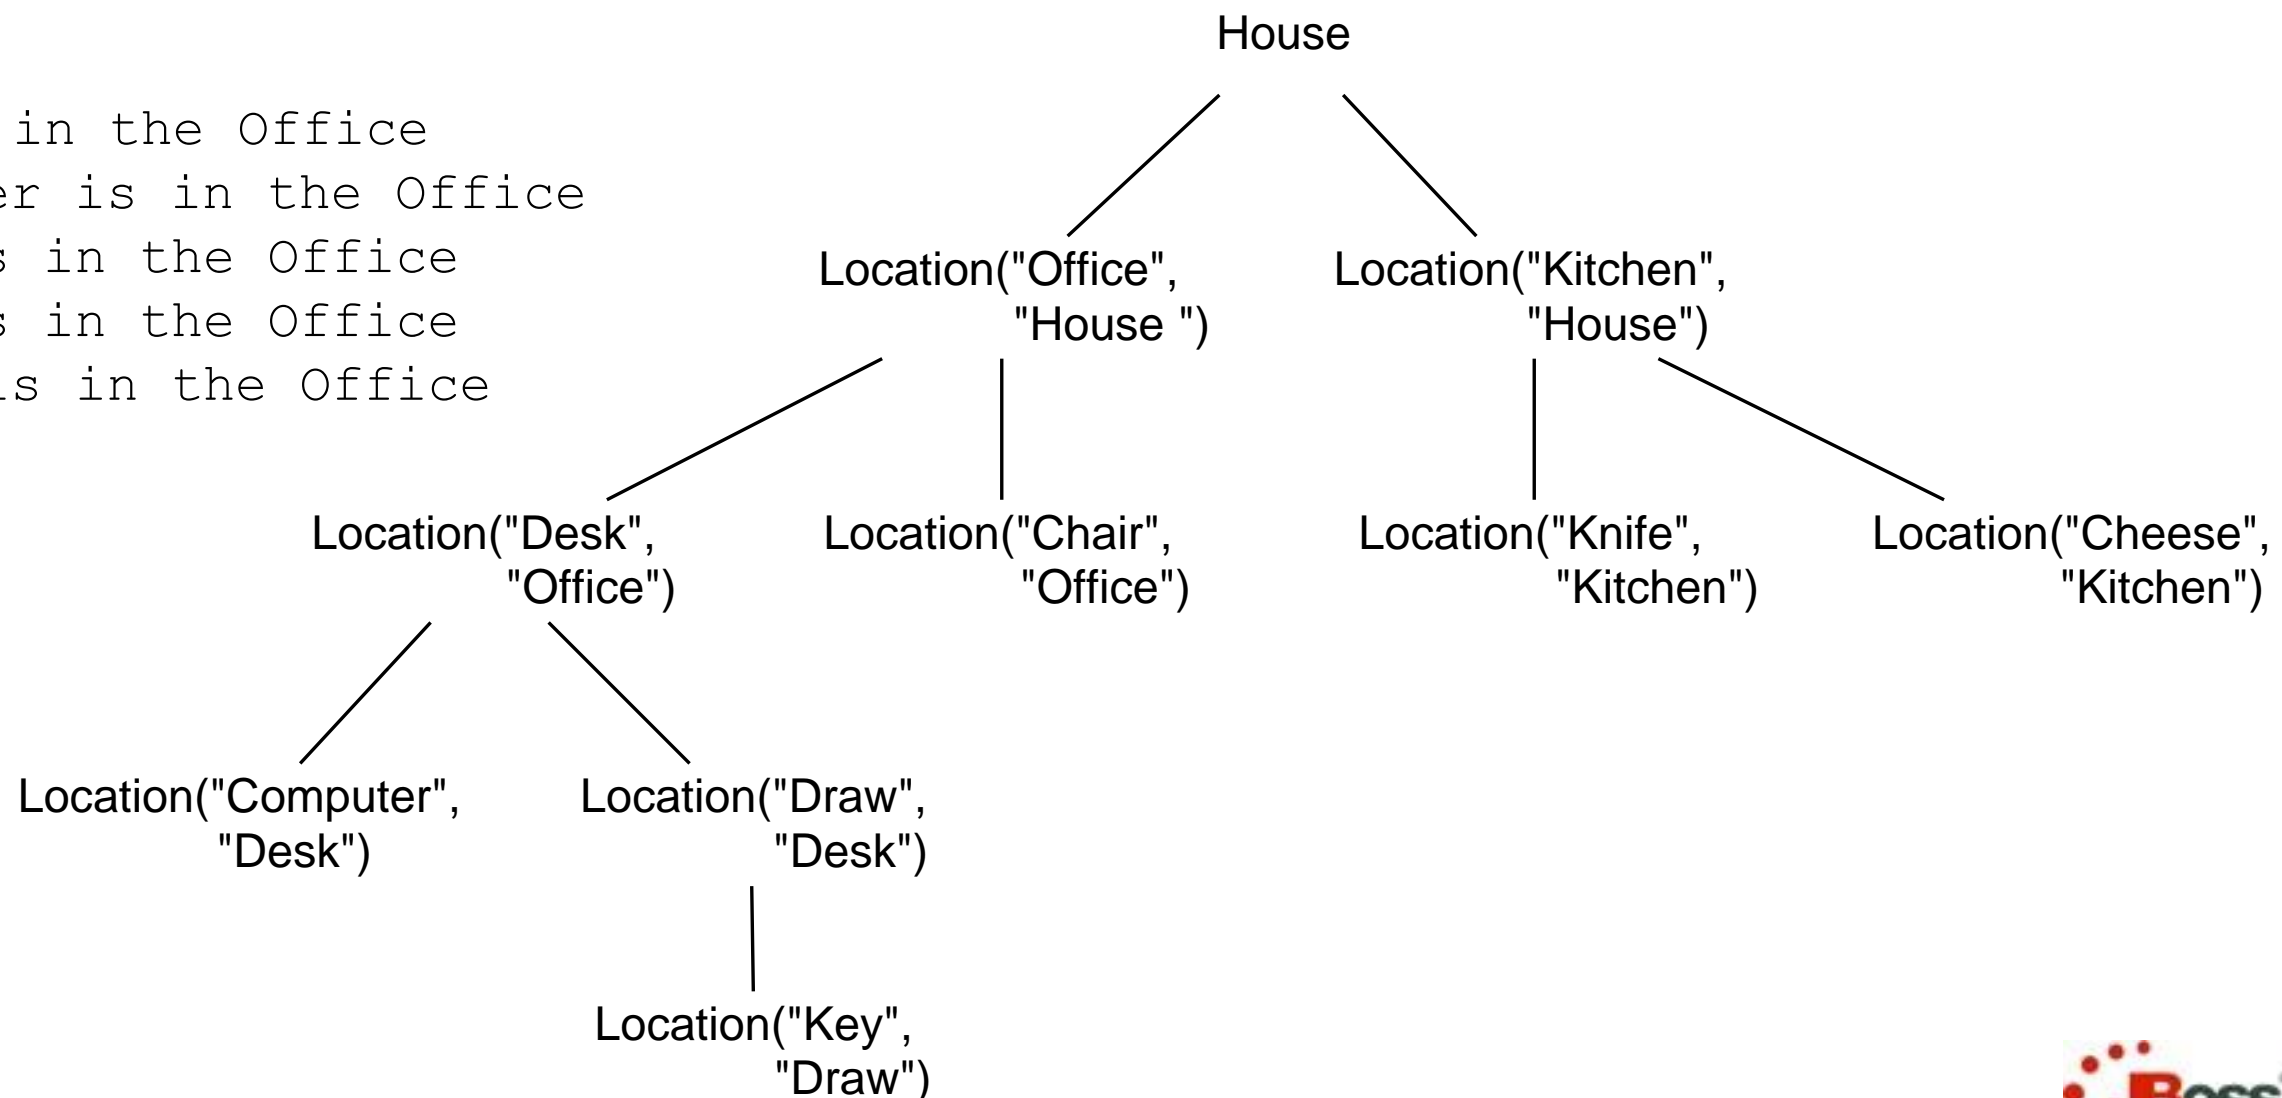 House
in the Office
er is in the Office
s in the Office
s in the Office
is in the Office
Location("Office",
"House ")
Location("Kitchen",
"House")
Location("Desk",
"Office")
Location("Chair",
"Office")
Location("Knife",
"Kitchen")
Location("Cheese",
"Kitchen")
Location("Computer",
"Desk")
Location("Draw",
"Desk")
Location("Key",
"Draw")